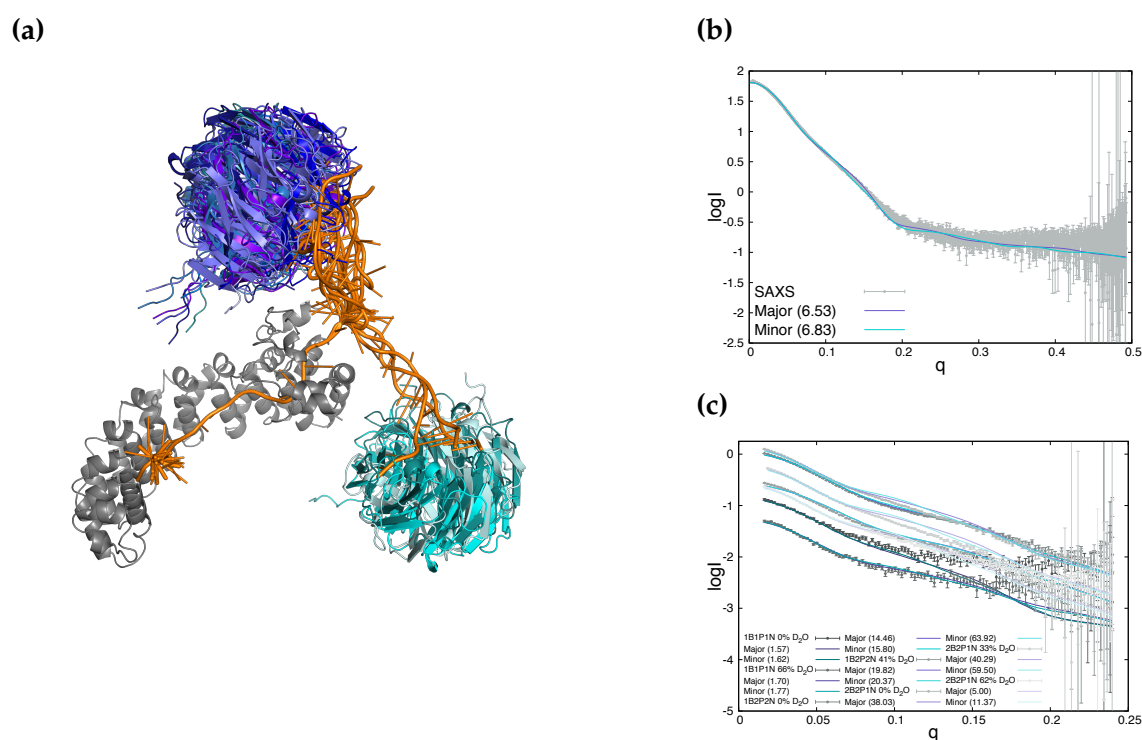 (a)
(b)
2
1.5
1
0.5
0
-0.5
-1
-1.5
-2
-2.5
logI
SAXS
Major (6.53)
Minor (6.83)
0 0.1 0.2 0.3 0.4 0.5
q
(c)
0
-1
-2
-3
-4
-5
logI
1B1P1N 0% D2O Major (14.46) Minor (63.92)
Major (1.57) Minor (15.80) 2B2P1N 33% D2O
Minor (1.62) 1B2P2N 41% D2O Major (40.29)
1B1P1N 66% D2O Major (19.82) Minor (59.50)
Major (1.70) Minor (20.37) 2B2P1N 62% D2O
Minor (1.77) 2B2P1N 0% D2O Major (5.00)
1B2P2N 0% D2O Major (38.03) Minor (11.37)
0 0.05 0.1 0.15 0.2 0.25
q